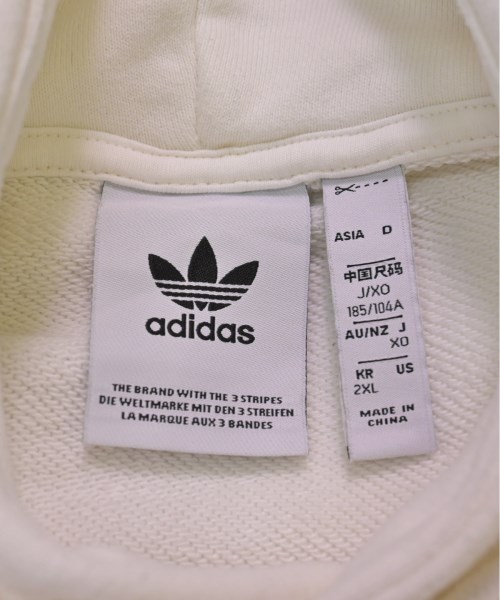 adidas
THE BRAND WITH THE 3 STRIPES
DIE WELTMARKE MIT DEN 3 STREIFEN
LA MARQUE AUX 3 BANDES
ASIA D
中国尺码
J/XO
185/104A
AU/NZ J
XO
KR US
2XL
MADE IN
CHINA